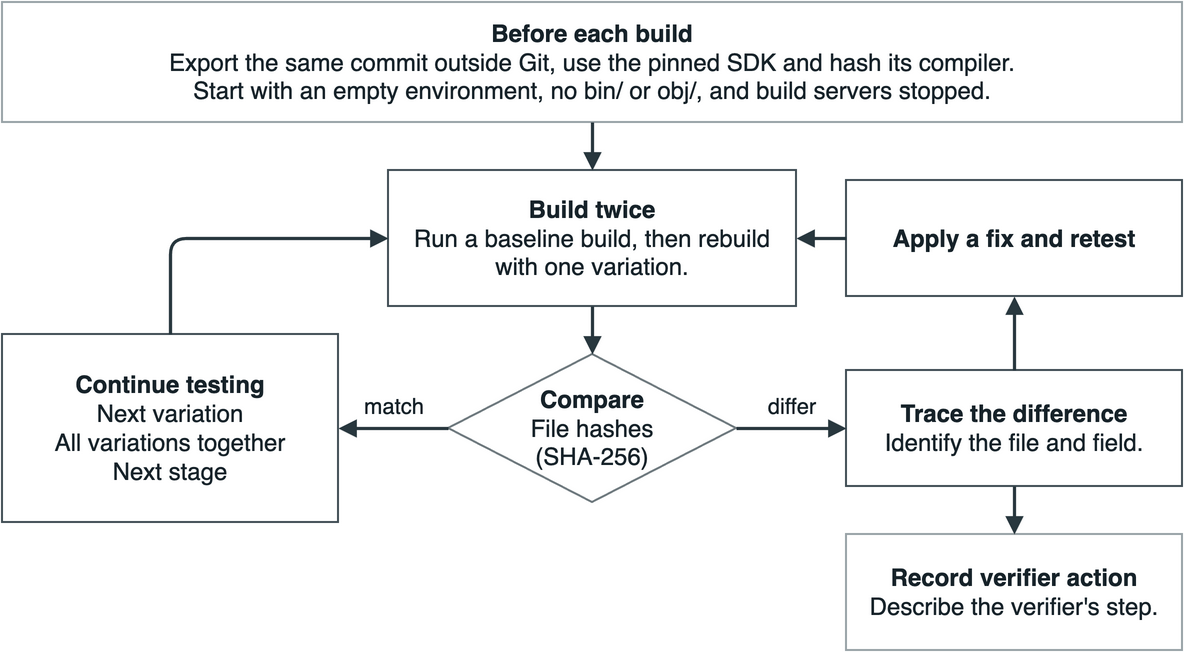 Before each build
Export the same commit outside Git, use the pinned SDK and hash its compiler.
Start with an empty environment, no bin/ or obj/, and build servers stopped.
Build twice
Run a baseline build, then rebuild
with one variation.
Apply a fix and retest
Continue testing
Next variation
All variations together
Next stage
match
Compare
File hashes
(SHA-256)
differ
Trace the difference
Identify the file and field.
Record verifier action
Describe the verifier's step.